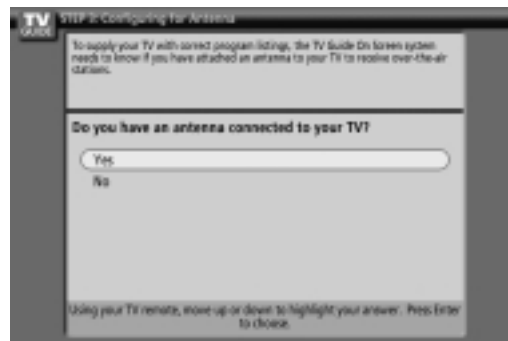 TV
GUIDE
STEP 3: Configuring for Antenna
To supply your TV with correct program listings, the TV Guide On Screen system
needs to know if you have attached an antenna to your TV to receive over-the-air
stations.
Do you have an antenna connected to your TV?
Yes
No
Using your TV remote, move up or down to highlight your answer. Press Enter
to choose.